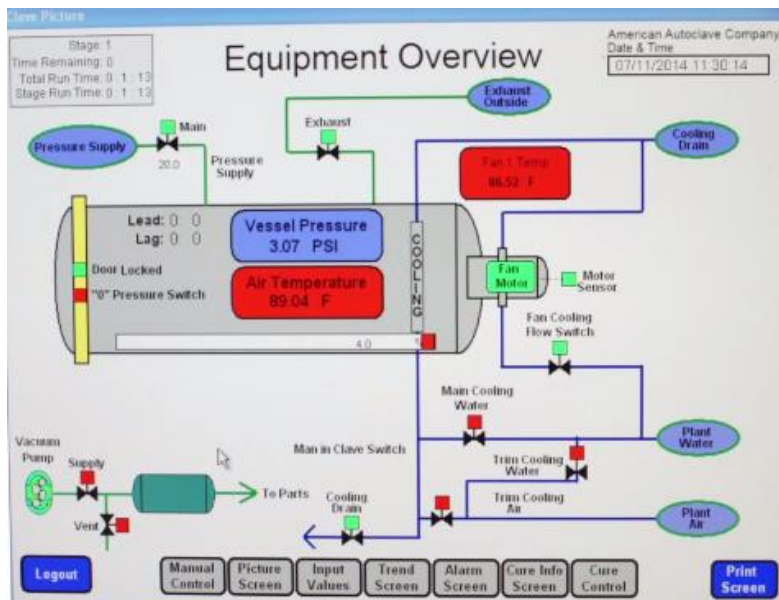 Clave Picture
Stage: 1
Time Remaining: 0
Total Run Time: 0 : 1 : 13
Stage Run Time: 0 : 1 : 13
Equipment Overview
American Autoclave Company
Date & Time
07/11/2014 11:30:14
Exhaust
Outside
Main
Exhaust
Pressure Supply
20.0
Pressure
Supply
Fan 1 Temp
86.52 F
Cooling
Drain
Lead: 0 0
Lag: 0 0
Vessel Pressure
3.07 PSI
COOLING
Door Locked
"0" Pressure Switch
Air Temperature
89.04 F
Fan
Motor
Motor
Sensor
4.0
Fan Cooling
Flow Switch
Main Cooling
Water
Man in Clave Switch
Plant
Water
Vacuum
Pump
Supply
To Parts
Trim Cooling
Water
Cooling
Drain
Trim Cooling
Air
Plant
Air
Vent
Logout
Manual
Control
Picture
Screen
Input
Values
Trend
Screen
Alarm
Screen
Cure Info
Screen
Cure
Control
Print
Screen